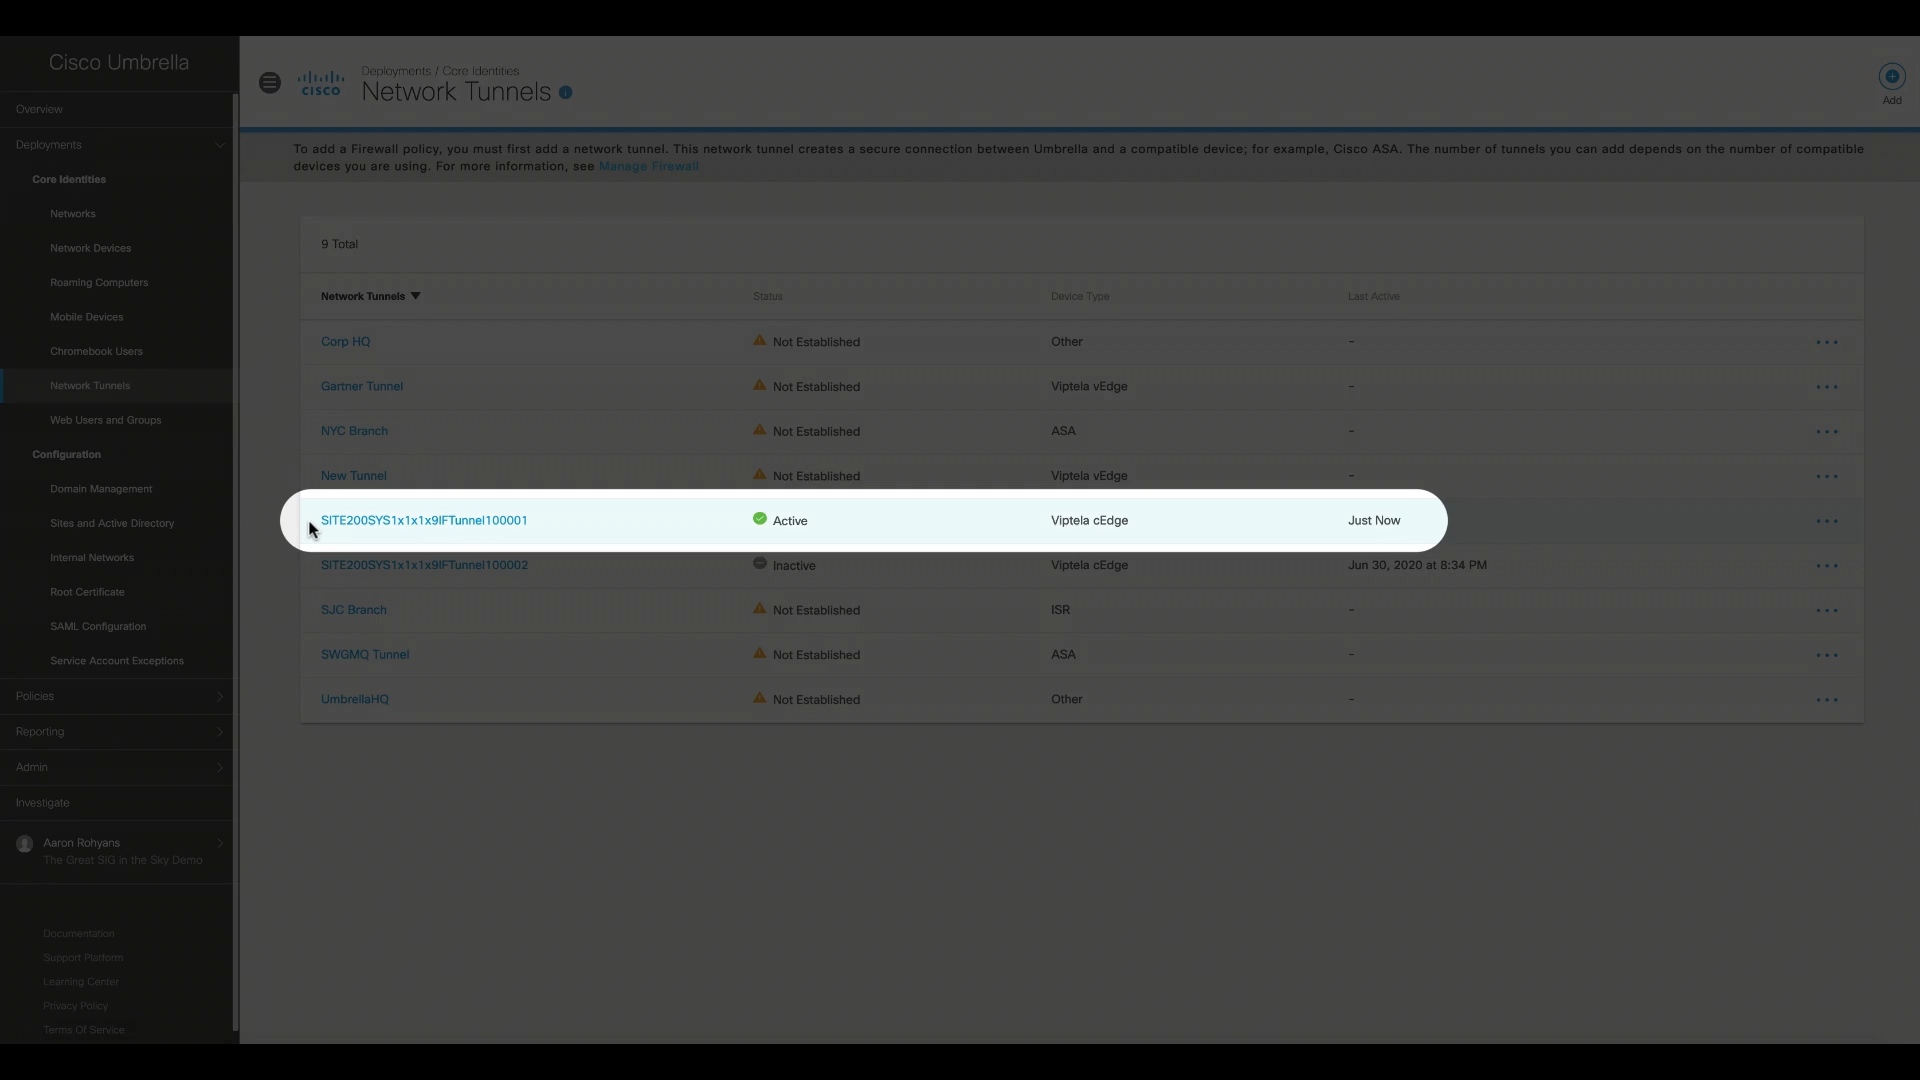 Cisco Umbrella
Overview
Deployments
Core Identities
Networks
Network Devices
Roaming Computers
Mobile Devices
Chromebook Users
Network Tunnels
Web Users and Groups
Configuration
Domain Management
Sites and Active Directory
Internal Networks
Root Certificate
SAML Configuration
Service Account Exceptions
Policies
Reporting
Admin
Investigate
Aaron Rohyans
The Great SIG in the Sky Demo
Documentation
Support Platform
Learning Center
Privacy Policy
Terms Of Service
CISCO
Deployments / Core Identities
Network Tunnels
Add
To add a Firewall policy, you must first add a network tunnel. This network tunnel creates a secure connection between Umbrella and a compatible device; for example, Cisco ASA. The number of tunnels you can add depends on the number of compatible
devices you are using. For more information, see Manage Firewall
9 Total
Network Tunnels ▼ Status Device Type Last Active
Corp HQ Not Established Other -
Gartner Tunnel Not Established Viptela vEdge -
NYC Branch Not Established ASA -
New Tunnel Not Established Viptela vEdge -
SITE200SYS1x1x1x9IFTunnel100001 Active Viptela cEdge Just Now
SITE200SYS1x1x1x9IFTunnel100002 Inactive Viptela cEdge Jun 30, 2020 at 8:34 PM
SJC Branch Not Established ISR -
SWGMQ Tunnel Not Established ASA -
UmbrellaHQ Not Established Other -